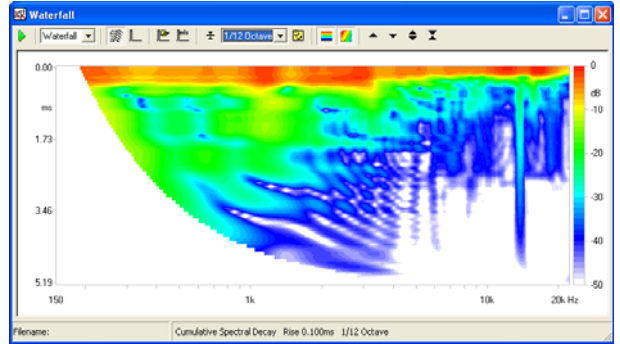 Waterfall
Waterfall 1/12 Octave
0.00
ms
1.73
3.46
5.19
150 1k 10k 20k Hz
0
dB
-10
-20
-30
-40
-50
Filename: Cumulative Spectral Decay Rise 0.100ms 1/12 Octave